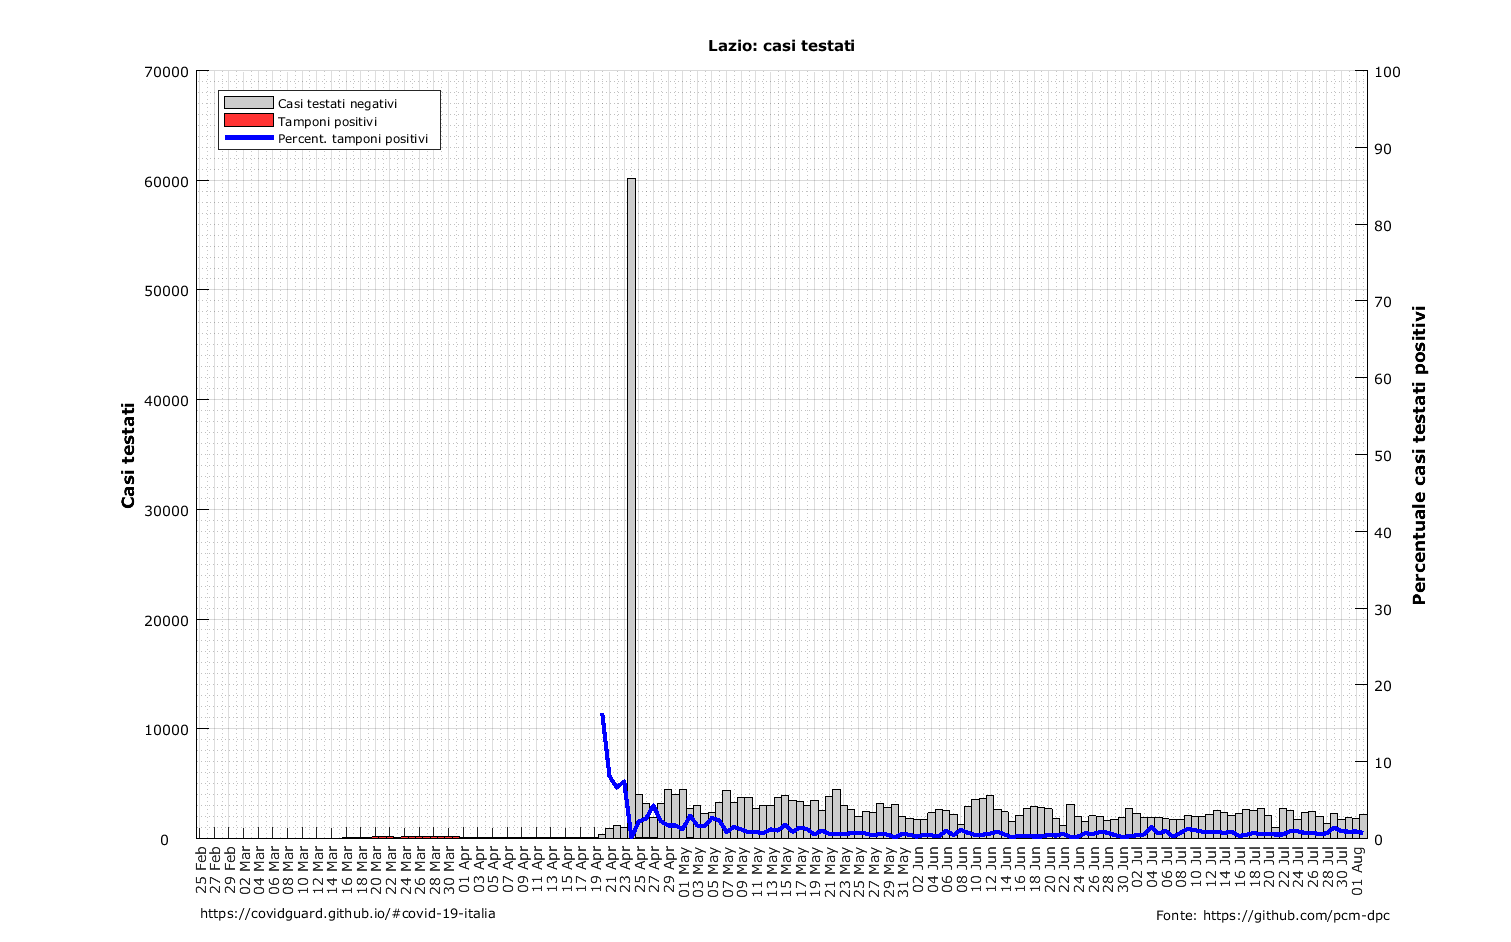 Lazio: casi testati
Casi testati negativi
Tamponi positivi
Percent. tamponi positivi
Casi testati
70000
60000
50000
40000
30000
20000
10000
0
Percentuale casi testati positivi
100
90
80
70
60
50
40
30
20
10
0
25 Feb
27 Feb
29 Feb
02 Mar
04 Mar
06 Mar
08 Mar
10 Mar
12 Mar
14 Mar
16 Mar
18 Mar
20 Mar
22 Mar
24 Mar
26 Mar
28 Mar
30 Mar
01 Apr
03 Apr
05 Apr
07 Apr
09 Apr
11 Apr
13 Apr
15 Apr
17 Apr
19 Apr
21 Apr
23 Apr
25 Apr
27 Apr
29 Apr
01 May
03 May
05 May
07 May
09 May
11 May
13 May
15 May
17 May
19 May
21 May
23 May
25 May
27 May
29 May
31 May
02 Jun
04 Jun
06 Jun
08 Jun
10 Jun
12 Jun
14 Jun
16 Jun
18 Jun
20 Jun
22 Jun
24 Jun
26 Jun
28 Jun
30 Jun
02 Jul
04 Jul
06 Jul
08 Jul
10 Jul
12 Jul
14 Jul
16 Jul
18 Jul
20 Jul
22 Jul
24 Jul
26 Jul
28 Jul
30 Jul
01 Aug
https://covidguard.github.io/#covid-19-italia
Fonte: https://github.com/pcm-dpc